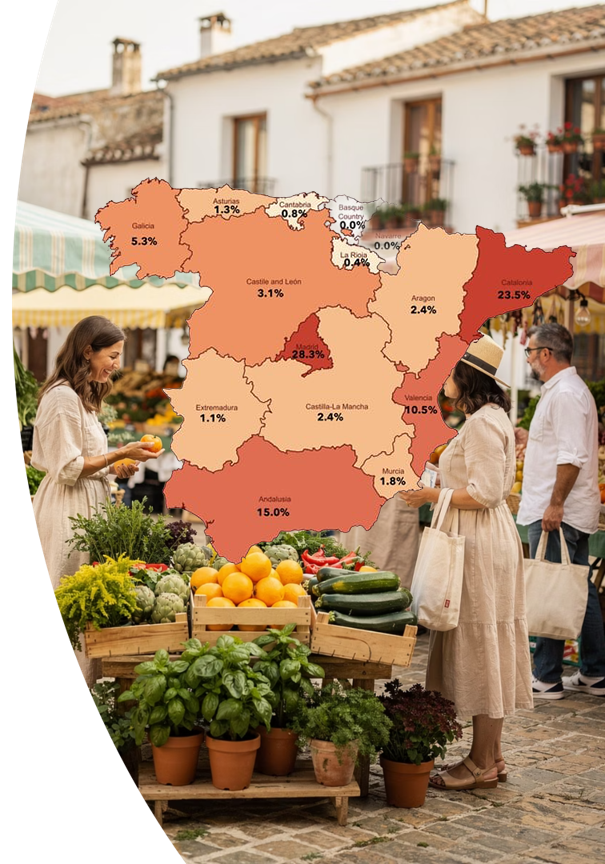 Asturias
1.3%
Cantabria
0.8%
Basque
Country
0.0%
Navarre
0.0%
La Rioja
0.4%
Galicia
5.3%
Castile and León
3.1%
Aragon
2.4%
Catalonia
23.5%
Madrid
28.3%
Extremadura
1.1%
Castilla-La Mancha
2.4%
Valencia
10.5%
Murcia
1.8%
Andalusia
15.0%